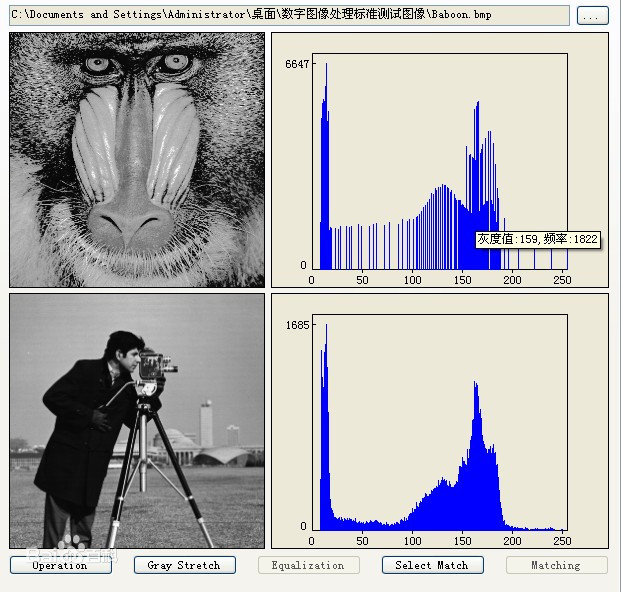 C:\Documents and Settings\Administrator\桌面\数字图像处理标准测试图像\Baboon.bmp
...
6647
0
0 50 100 150 200 250
灰度值:159,频率:1822
1685
0
0 50 100 150 200 250
Operation
Gray Stretch
Equalization
Select Match
Matching